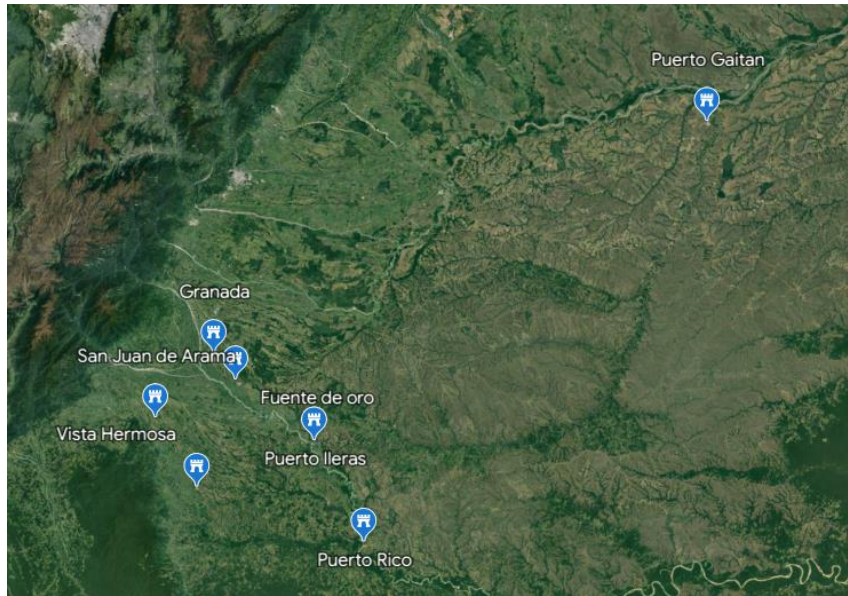 Puerto Gaitan
Granada
San Juan de Arama
Fuente de oro
Vista Hermosa
Puerto lleras
Puerto Rico